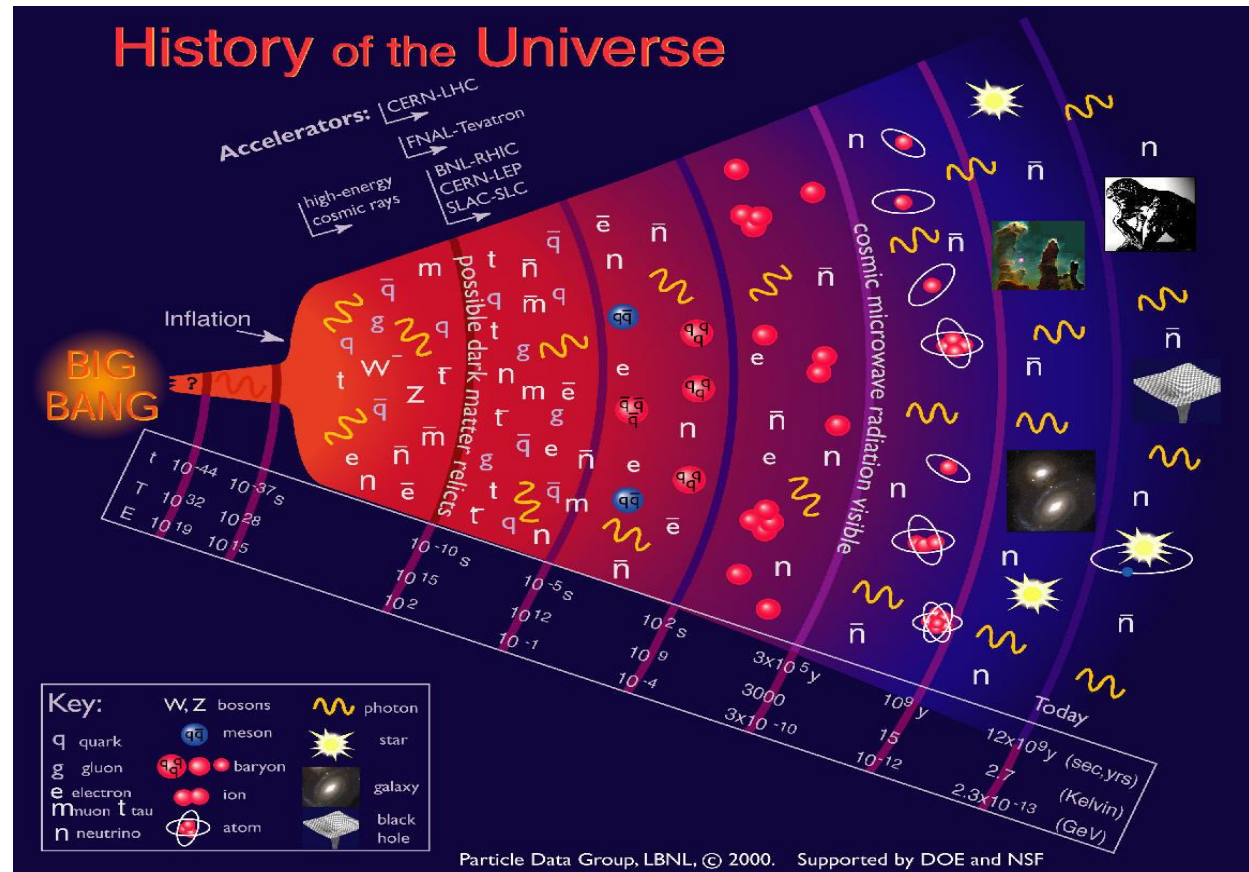 History of the Universe
Accelerators:
CERN-LHC
FNAL-Tevatron
BNL-RHIC
CERN-LEP
SLAC-SLC
high-energy
cosmic rays
Inflation
BIG
BANG
?
possible dark matter relicts
cosmic microwave radiation visible
t 10-44 10-37 s 10-10 s 10-5 s 102 s 3x105 y 109 y 12x109y (sec,yrs)
T 1032 1028 1015 1012 109 3000 15 2.7 (Kelvin)
E 1019 1015 102 10-1 10-4 3x10-10 10-12 2.3x10-13 (GeV)
Today
Key:
q quark
g gluon
e electron
m muon t tau
n neutrino
W, Z bosons
qq̄ meson
qqq baryon
ion
atom
photon
star
galaxy
black
hole
Particle Data Group, LBNL, © 2000. Supported by DOE and NSF